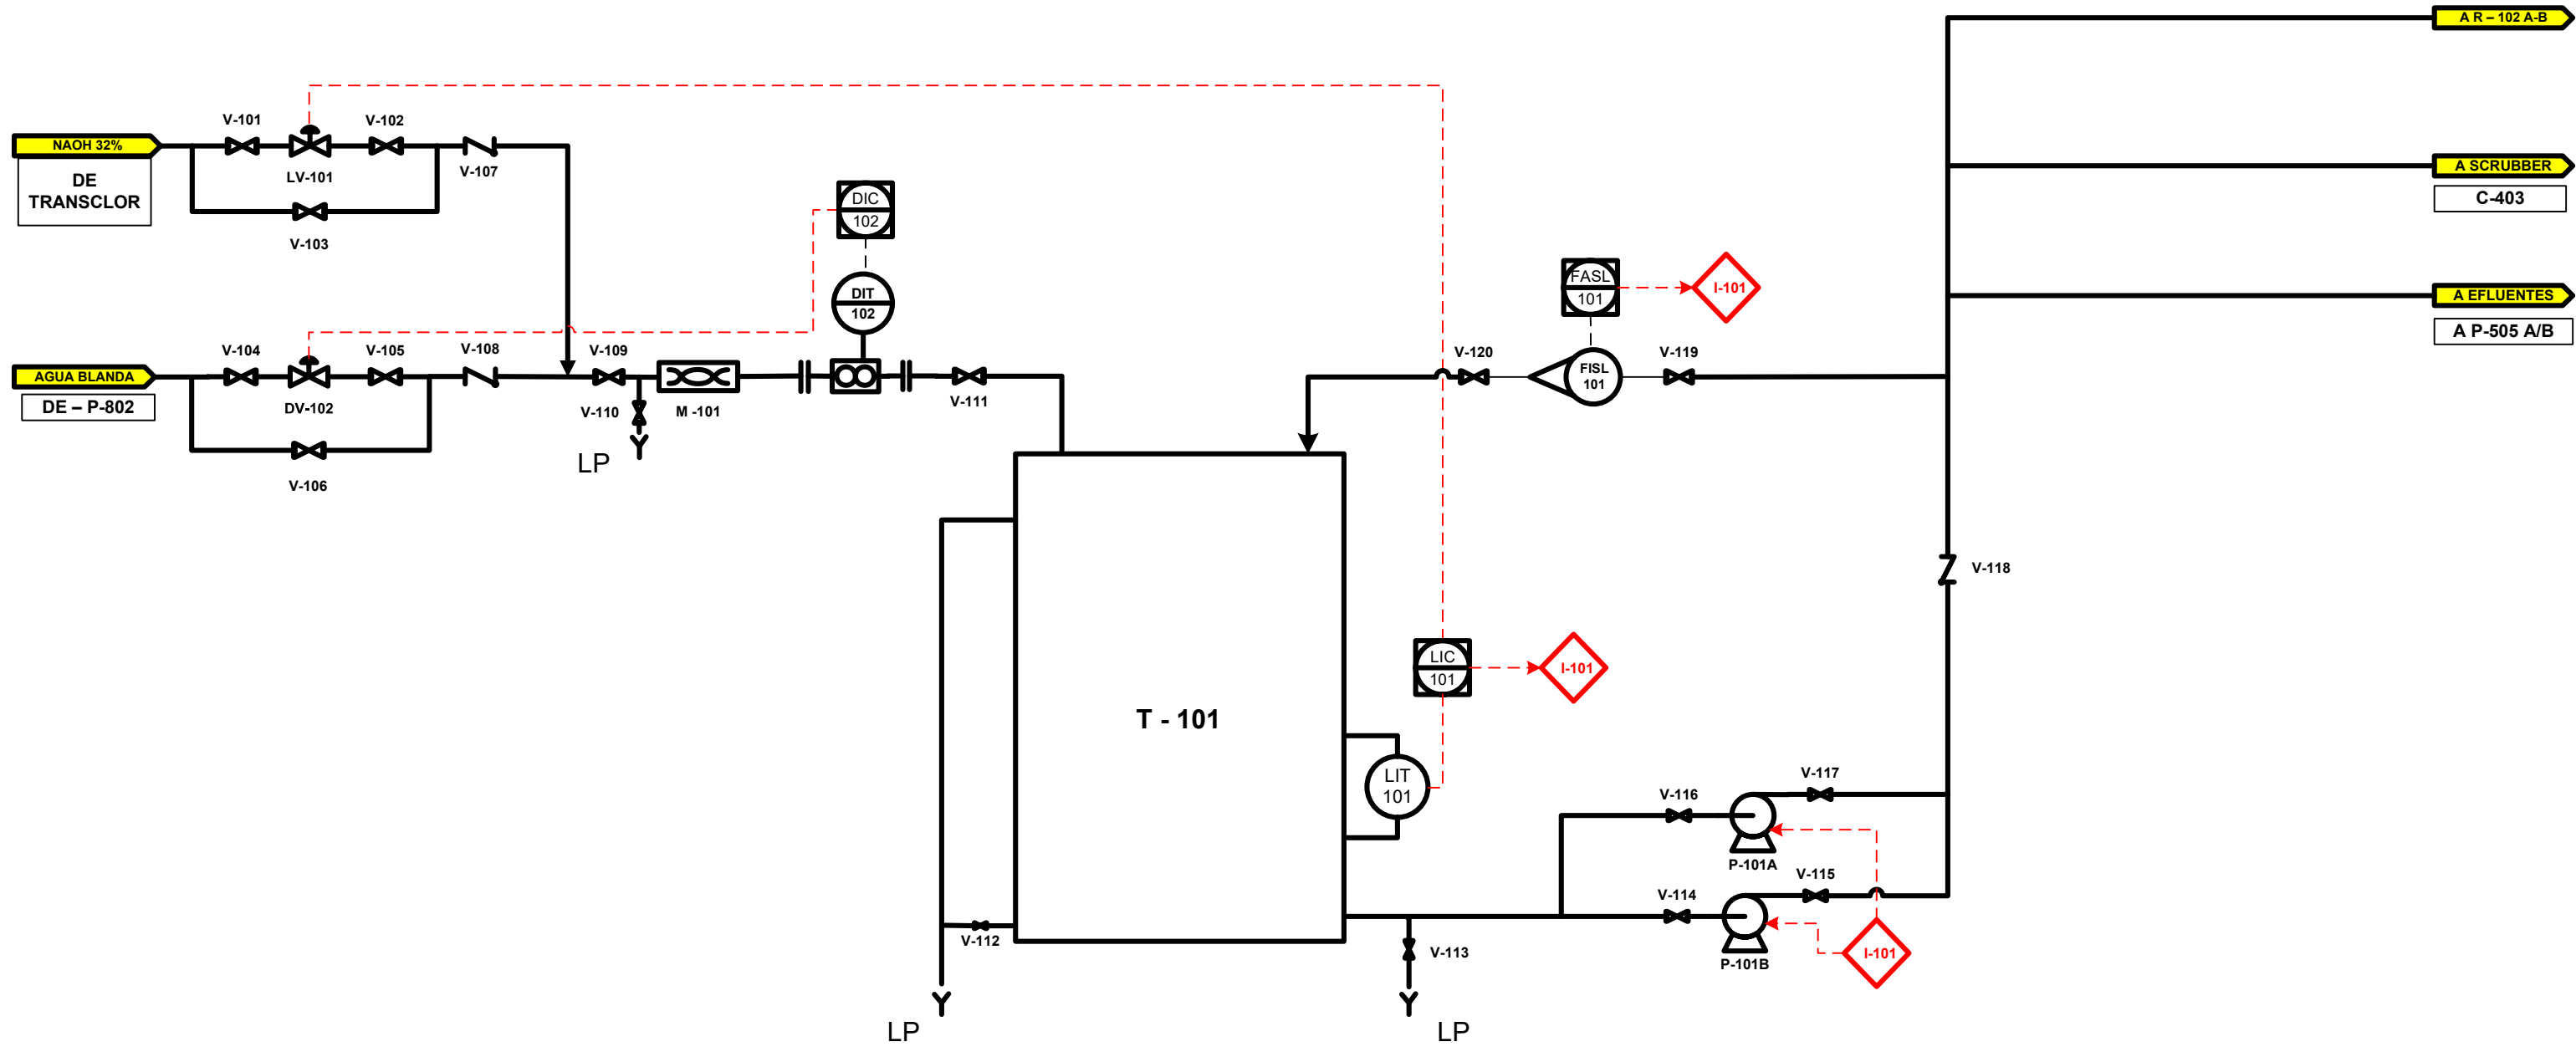 A R – 102 A-B
V-101
V-102
NAOH 32%
DE
TRANSCLOR
LV-101
V-107
V-103
A SCRUBBER
C-403
DIC
102
FASL
101
I-101
DIT
102
A EFLUENTES
A P-505 A/B
V-104
V-105
V-108
V-109
V-120
V-119
AGUA BLANDA
DE – P-802
DV-102
V-110
M -101
V-111
FISL
101
LP
V-106
V-118
LIC
101
I-101
T - 101
LIT
101
V-116
V-117
P-101A
V-114
V-115
V-112
V-113
P-101B
I-101
LP
LP